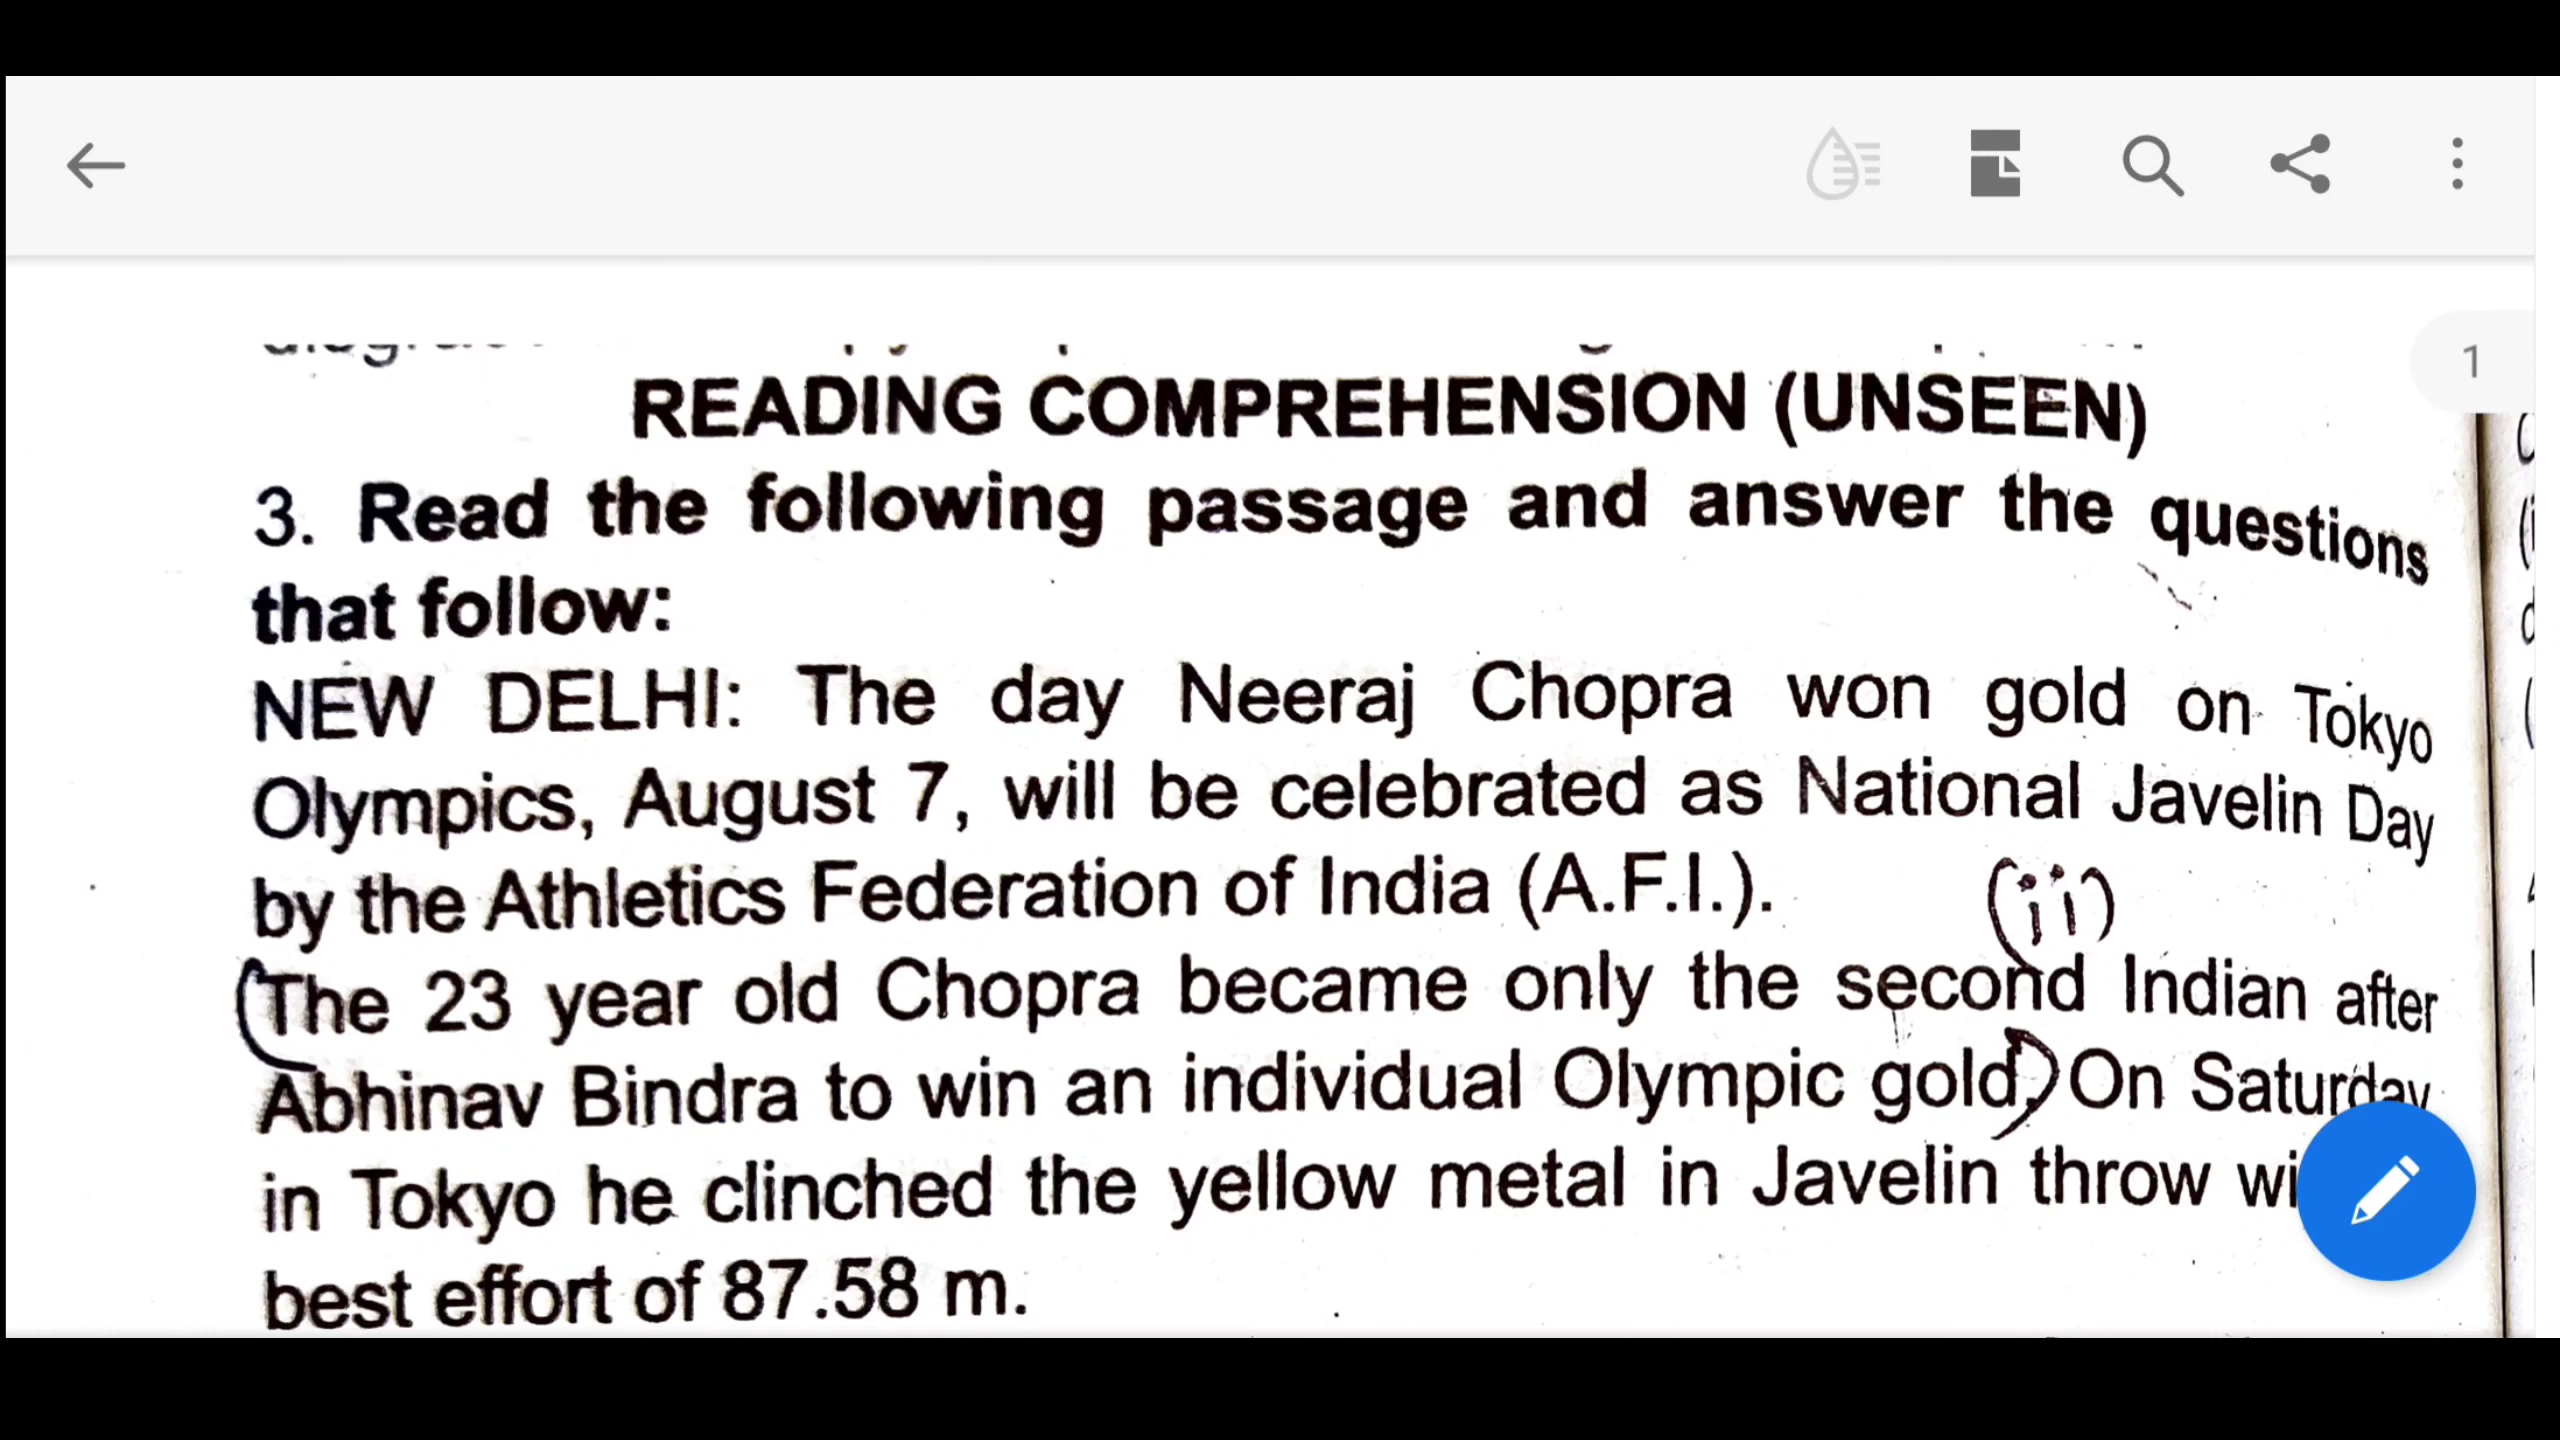 1
READING COMPREHENSION (UNSEEN)
3. Read the following passage and answer the questions
that follow:
NEW DELHI: The day Neeraj Chopra won gold on Tokyo
Olympics, August 7, will be celebrated as National Javelin Day
by the Athletics Federation of India (A.F.I.).
(ii)
(The 23 year old Chopra became only the second Indian after
Abhinav Bindra to win an individual Olympic gold.) On Saturday
in Tokyo he clinched the yellow metal in Javelin throw
best effort of 87.58 m.